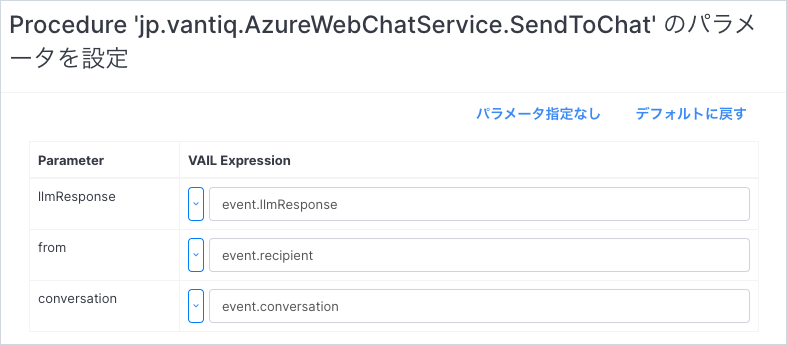 Procedure 'jp.vantiq.AzureWebChatService.SendToChat' のパラメ
ータを設定
パラメータ指定なし デフォルトに戻す
Parameter VAIL Expression
llmResponse event.llmResponse
from event.recipient
conversation event.conversation